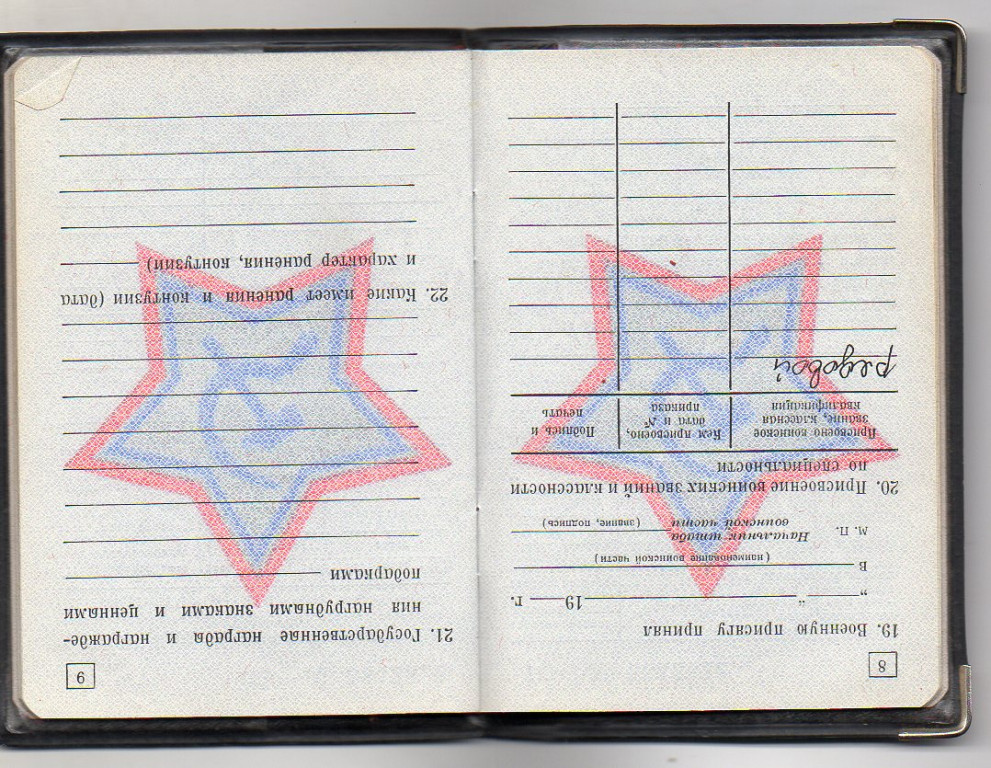 8
19. Военную присягу принял
„ “ 19 г.
в
(наименование воинской части)
М. П. Начальник штаба
воинской части (звание, подпись)
20. Присвоение воинских званий и классности
по специальности
Присвоено воинское звание, классная квалификация
Кем присвоено, дата и №̱ приказа
Подпись и печать
рядовой
9
21. Государственные награда и награжде-
ния нагрудными знаками и ценными
подарками
22. Какие имеет ранения и контузии (дата
и характер ранения, контузии)